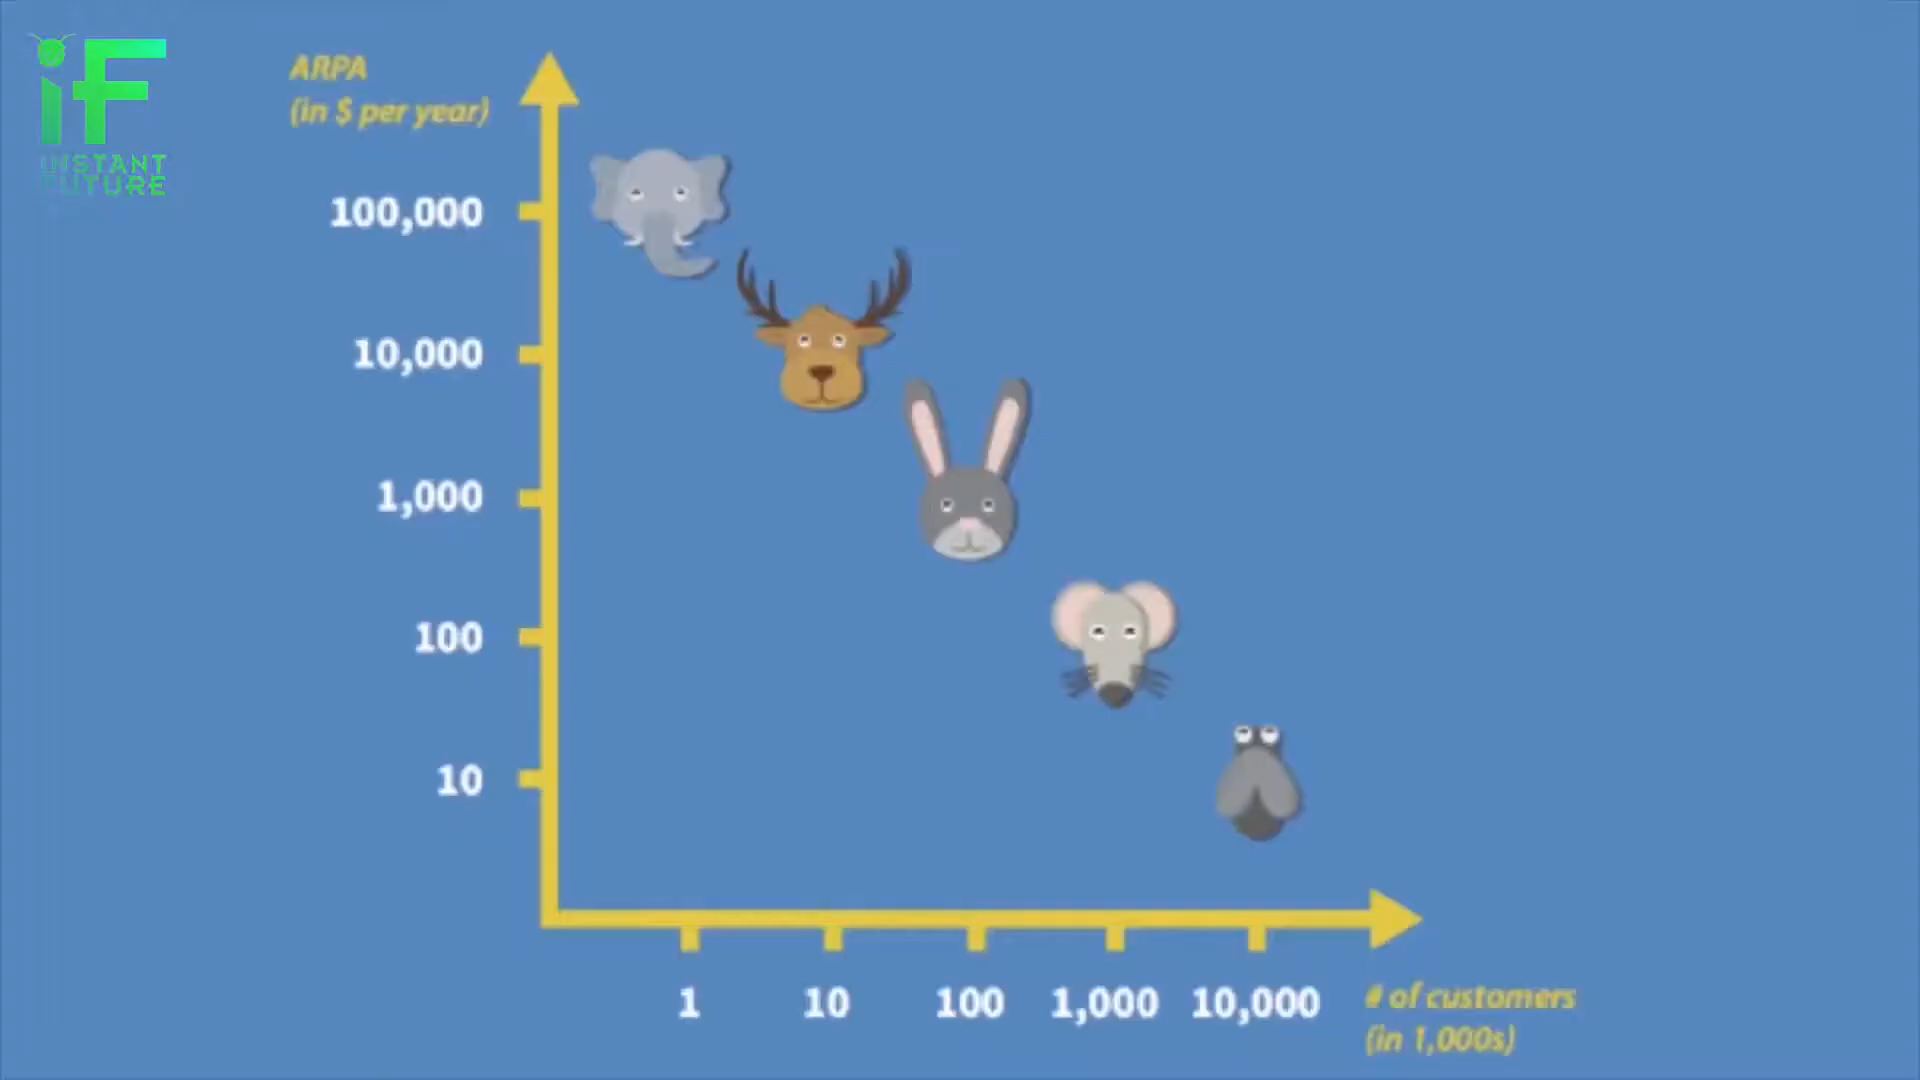 iF
INSTANT
FUTURE
ARPA
(in $ per year)
100,000
10,000
1,000
100
10
1
10
100
1,000
10,000
# of customers
(in 1,000s)